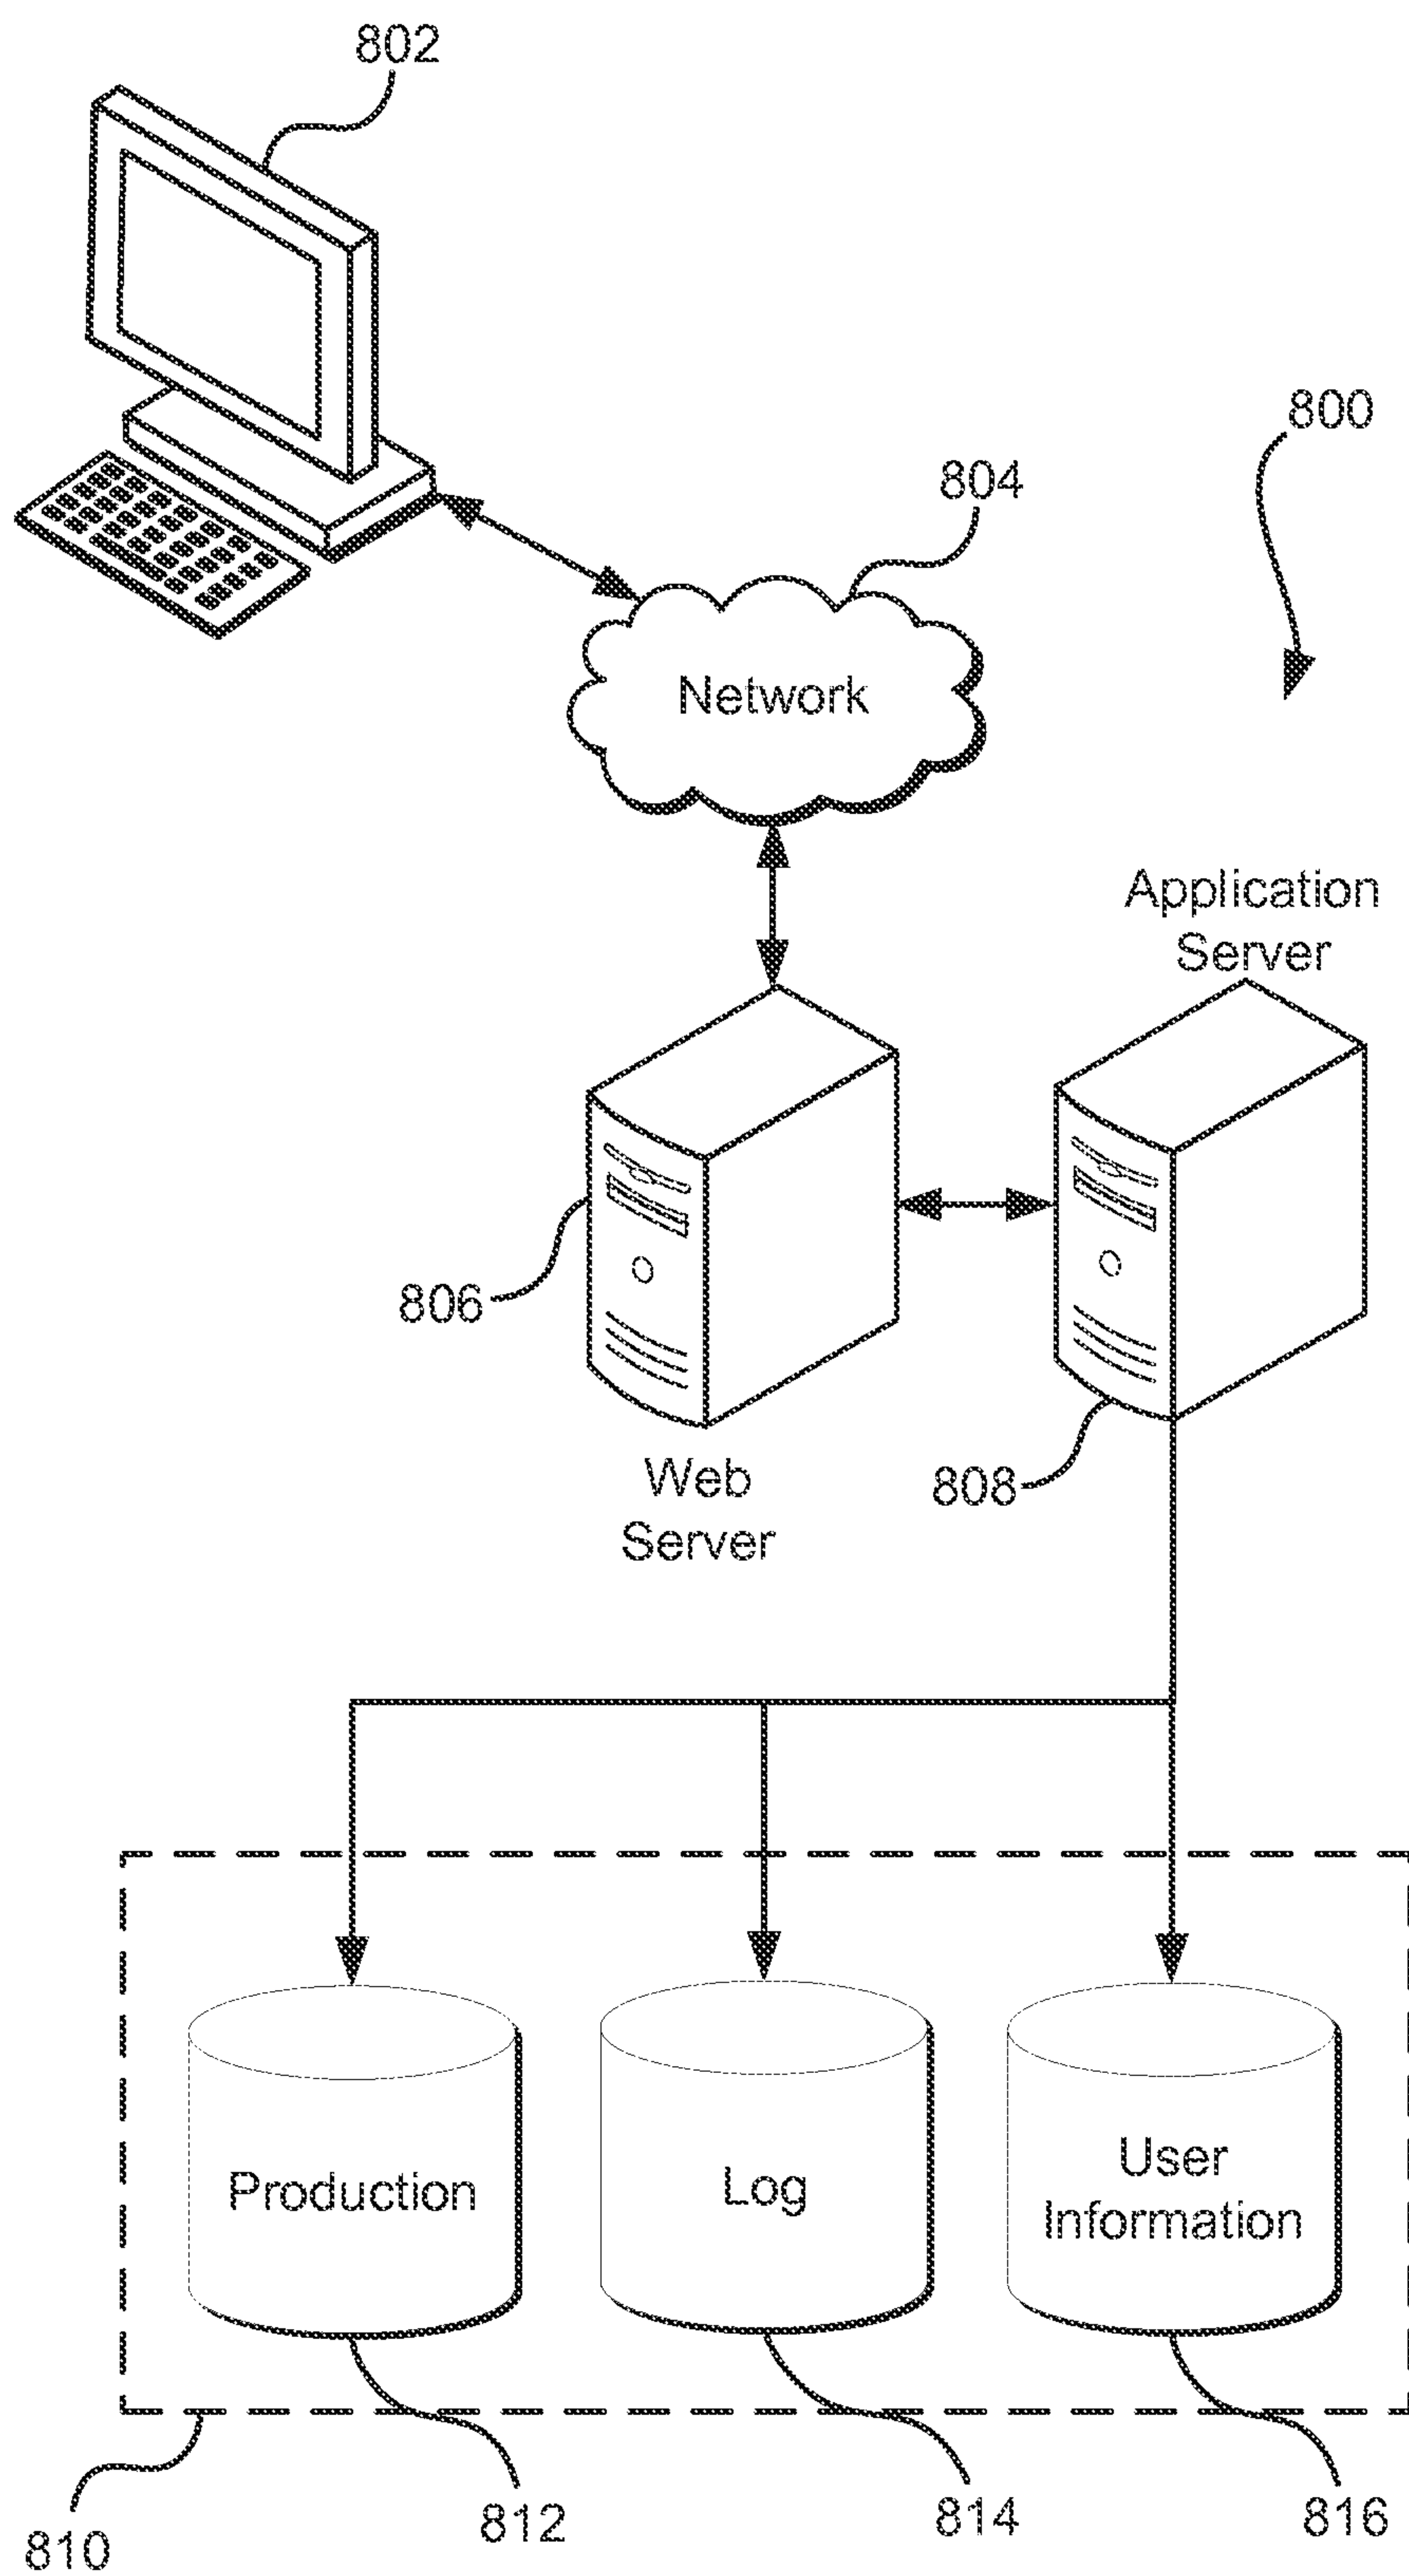 802
800
804
Network
Application
Server
806
808
Web
Server
Production
Log
User
Information
810
812
814
816